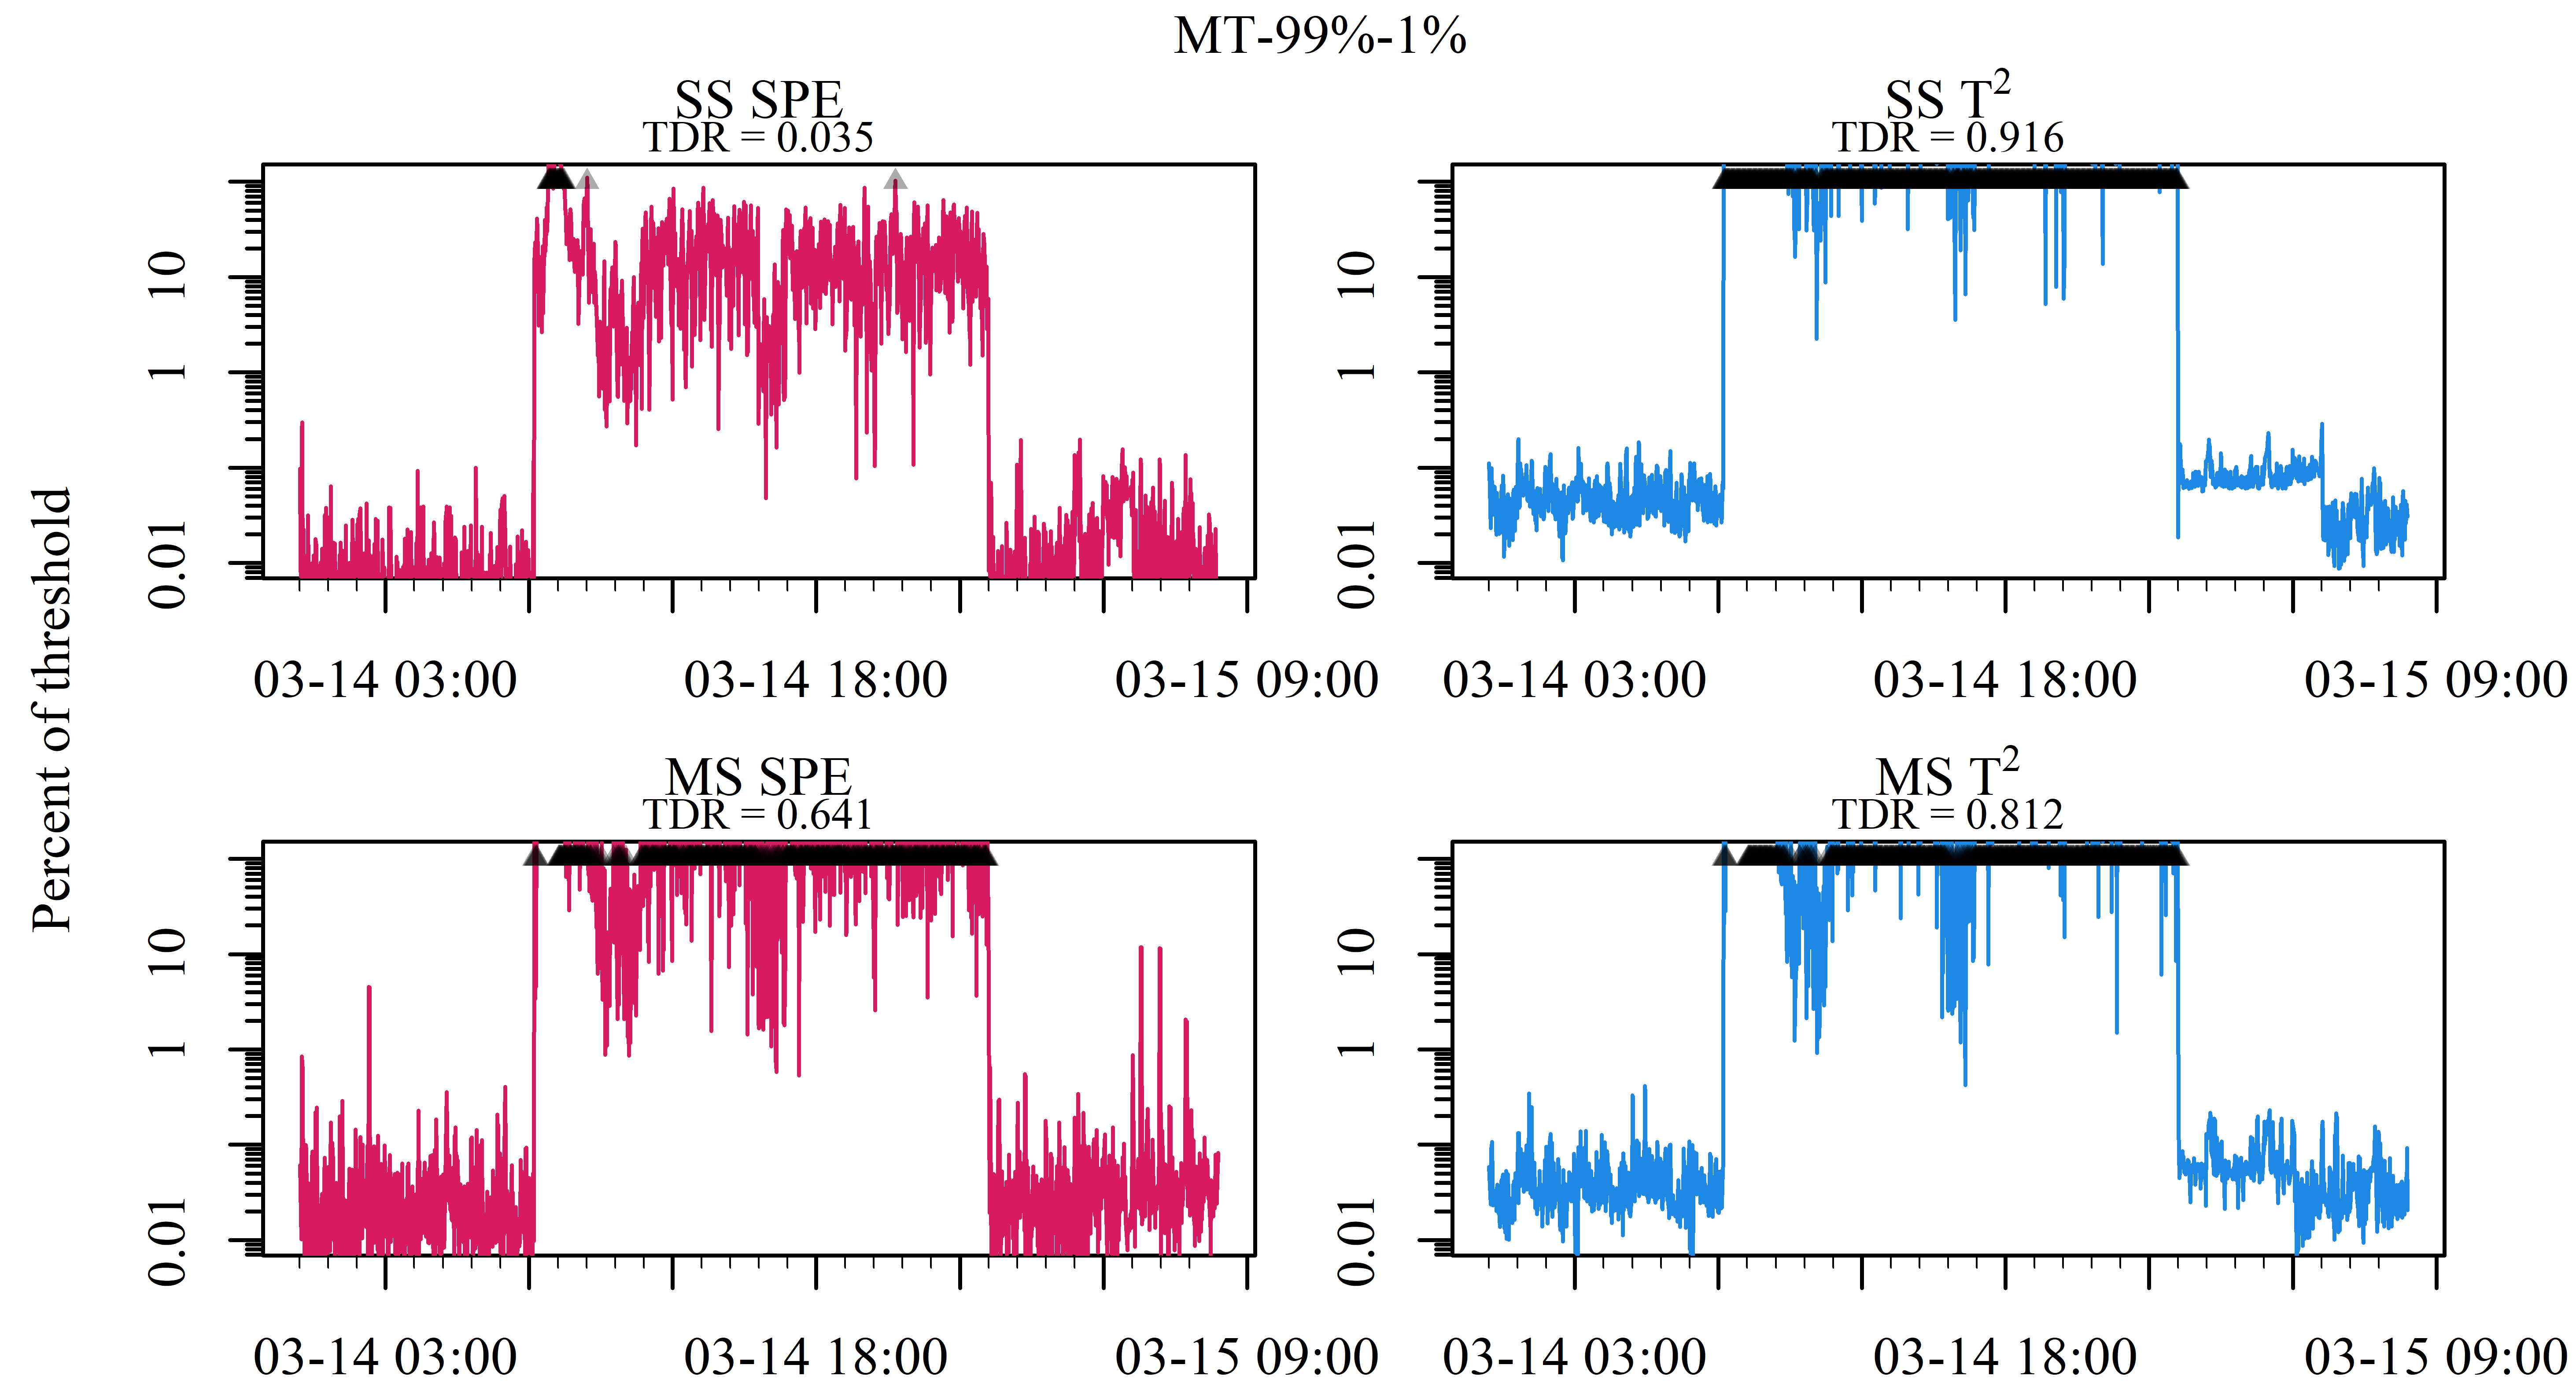 MT-99%-1%
SS SPE
TDR = 0.035
SS T²
TDR = 0.916
Percent of threshold
10
1
0.01
10
1
0.01
03-14 03:00
03-14 18:00
03-15 09:00
03-14 03:00
03-14 18:00
03-15 09:00
MS SPE
TDR = 0.641
MS T²
TDR = 0.812
10
1
0.01
10
1
0.01
03-14 03:00
03-14 18:00
03-15 09:00
03-14 03:00
03-14 18:00
03-15 09:00